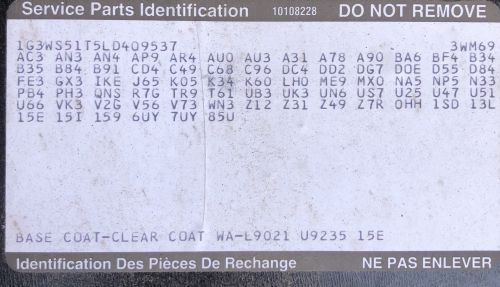 Service Parts Identification 10108228 DO NOT REMOVE
1G3WS51T5LD409537 3WM69
AC3 AN3 AN4 AP9 AR4 AU0 AU3 A31 A78 A90 BA6 BF4 B34
B35 B84 B91 CD4 C49 C68 C96 DC4 DD2 DG7 DOE D55 D84
FE3 GX3 IKE J65 K05 K34 K60 LH0 ME9 MX0 NA5 NP5 N33
PB4 PH3 QNS R7G TR9 T61 UB3 UK3 UN6 US7 U25 U47 U51
U66 VK3 V2G V56 V73 WN3 Z12 Z31 Z49 Z7R OHH 1SD 13L
15E 15I 159 6UY 7UY 85U
BASE COAT-CLEAR COAT WA-L9021 U9235 15E
Identification Des Pièces De Rechange NE PAS ENLEVER